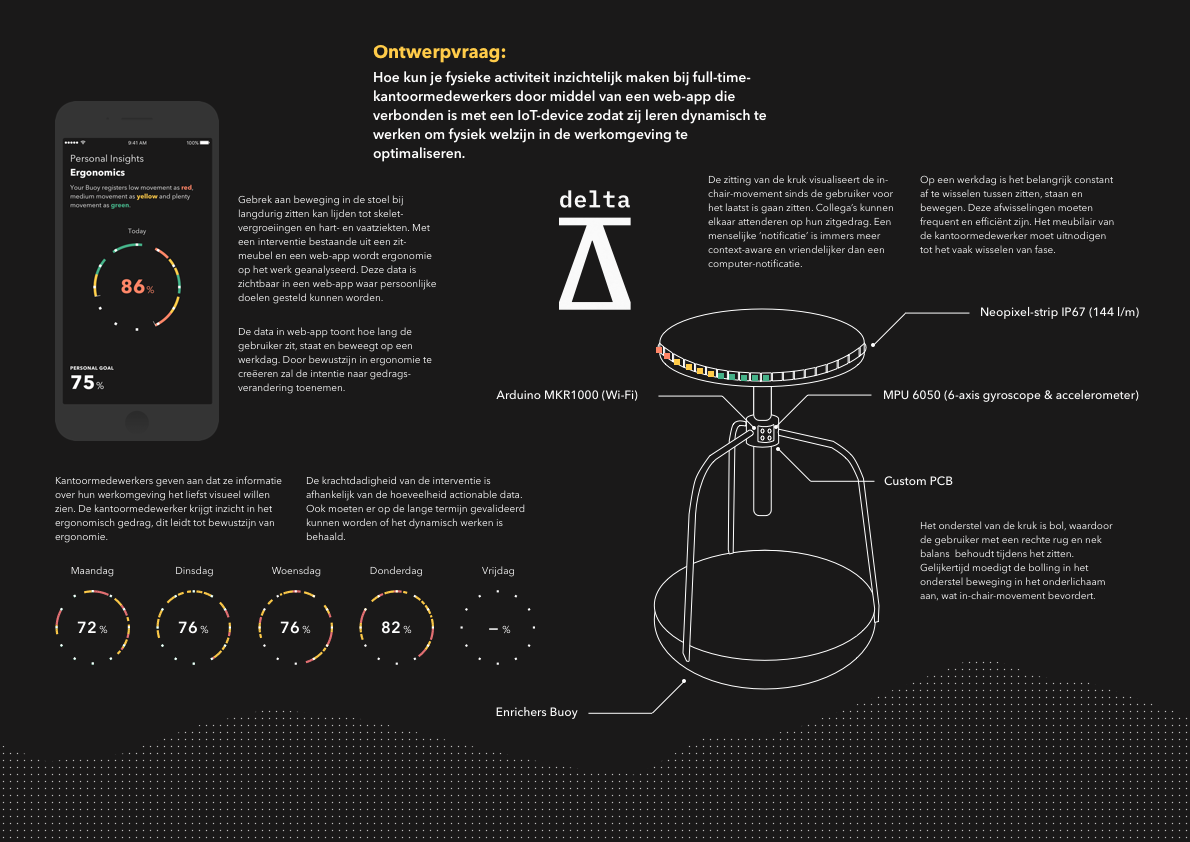 Ontwerpvraag:
Hoe kun je fysieke activiteit inzichtelijk maken bij full-time-
kantoormedewerkers door middel van een web-app die
verbonden is met een IoT-device zodat zij leren dynamisch te
werken om fysiek welzijn in de werkomgeving te
optimaliseren.
9:41 AM
100%
Personal Insights
Ergonomics
Your Buoy registers low movement as red,
medium movement as yellow and plenty
movement as green.
Today
86 %
PERSONAL GOAL
75 %
Gebrek aan beweging in de stoel bij
langdurig zitten kan lijden tot skelet-
vergroeiingen en hart- en vaatziekten. Met
een interventie bestaande uit een zit-
meubel en een web-app wordt ergonomie
op het werk geanalyseerd. Deze data is
zichtbaar in een web-app waar persoonlijke
doelen gesteld kunnen worden.
De data in web-app toont hoe lang de
gebruiker zit, staat en beweegt op een
werkdag. Door bewustzijn in ergonomie te
creëeren zal de intentie naar gedrags-
verandering toenemen.
delta
De zitting van de kruk visualiseert de in-
chair-movement sinds de gebruiker voor
het laatst is gaan zitten. Collega's kunnen
elkaar attenderen op hun zitgedrag. Een
menselijke 'notificatie' is immers meer
context-aware en vriendelijker dan een
computer-notificatie.
Op een werkdag is het belangrijk constant
af te wisselen tussen zitten, staan en
bewegen. Deze afwisselingen moeten
frequent en efficiënt zijn. Het meubilair van
de kantoormedewerker moet uitnodigen
tot het vaak wisselen van fase.
Neopixel-strip IP67 (144 l/m)
Arduino MKR1000 (Wi-Fi)
MPU 6050 (6-axis gyroscope & accelerometer)
Custom PCB
Kantoormedewerkers geven aan dat ze informatie
over hun werkomgeving het liefst visueel willen
zien. De kantoormedewerker krijgt inzicht in het
ergonomisch gedrag, dit leidt tot bewustzijn van
ergonomie.
De krachtdadigheid van de interventie is
afhankelijk van de hoeveelheid actionable data.
Ook moeten er op de lange termijn gevalideerd
kunnen worden of het dynamisch werken is
behaald.
Het onderstel van de kruk is bol, waardoor
de gebruiker met een rechte rug en nek
balans behoudt tijdens het zitten.
Gelijkertijd moedigt de bolling in het
onderstel beweging in het onderlichaam
aan, wat in-chair-movement bevordert.
Maandag
Dinsdag
Woensdag
Donderdag
Vrijdag
72 %
76 %
76 %
82 %
– %
Enrichers Buoy